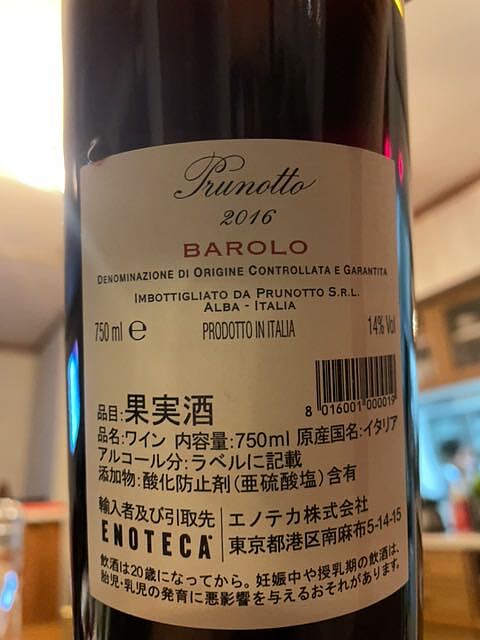 Prunotto
2016
BAROLO
DENOMINAZIONE DI ORIGINE CONTROLLATA E GARANTITA
IMBOTTIGLIATO DA PRUNOTTO S.R.L.
ALBA - ITALIA
750 ml e PRODOTTO IN ITALIA 14% Vol
8 016001 000019
品目:果実酒
品名:ワイン 内容量:750ml 原産国名:イタリア
アルコール分:ラベルに記載
添加物:酸化防止剤(亜硫酸塩)含有
輸入者及び引取先 エノテカ株式会社
ENOTECA 東京都港区南麻布5-14-15
飲酒は20歳になってから。妊娠中や授乳期の飲酒は、
胎児・乳児の発育に悪影響を与えるおそれがあります。